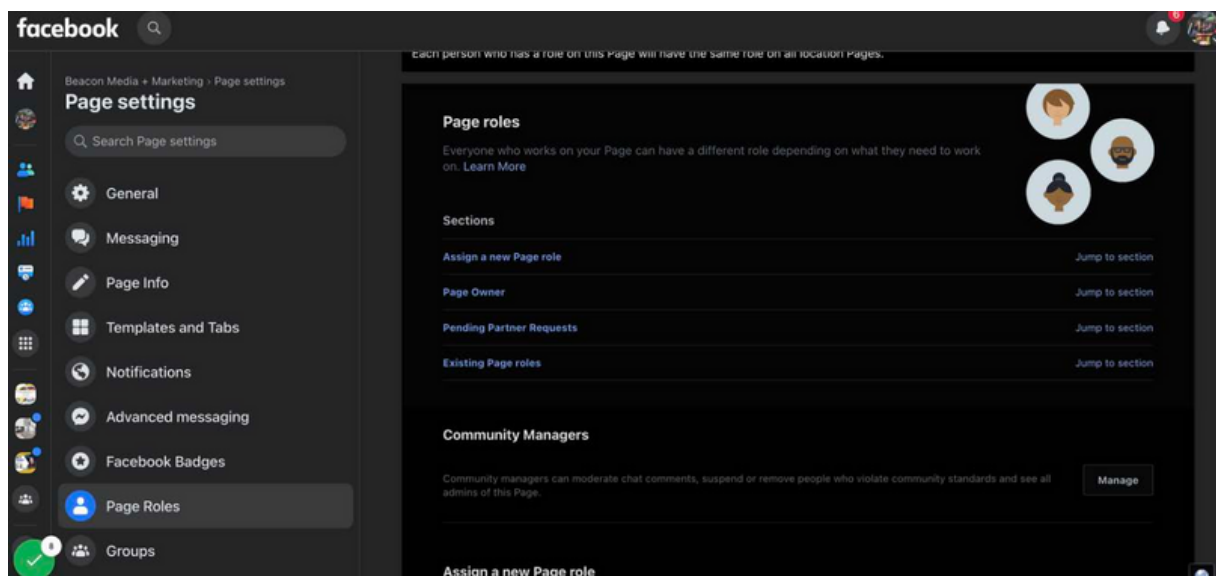 facebook
6
Each person who has a role on this Page will have the same role on all location Pages.
Beacon Media + Marketing › Page settings
Page settings
Search Page settings
General
Messaging
Page Info
Templates and Tabs
Notifications
Advanced messaging
Facebook Badges
Page Roles
Groups
8
Page roles
Everyone who works on your Page can have a different role depending on what they need to work
on. Learn More
Sections
Assign a new Page role Jump to section
Page Owner Jump to section
Pending Partner Requests Jump to section
Existing Page roles Jump to section
Community Managers
Community managers can moderate chat comments, suspend or remove people who violate community standards and see all
admins of this Page.
Manage
Assign a new Page role